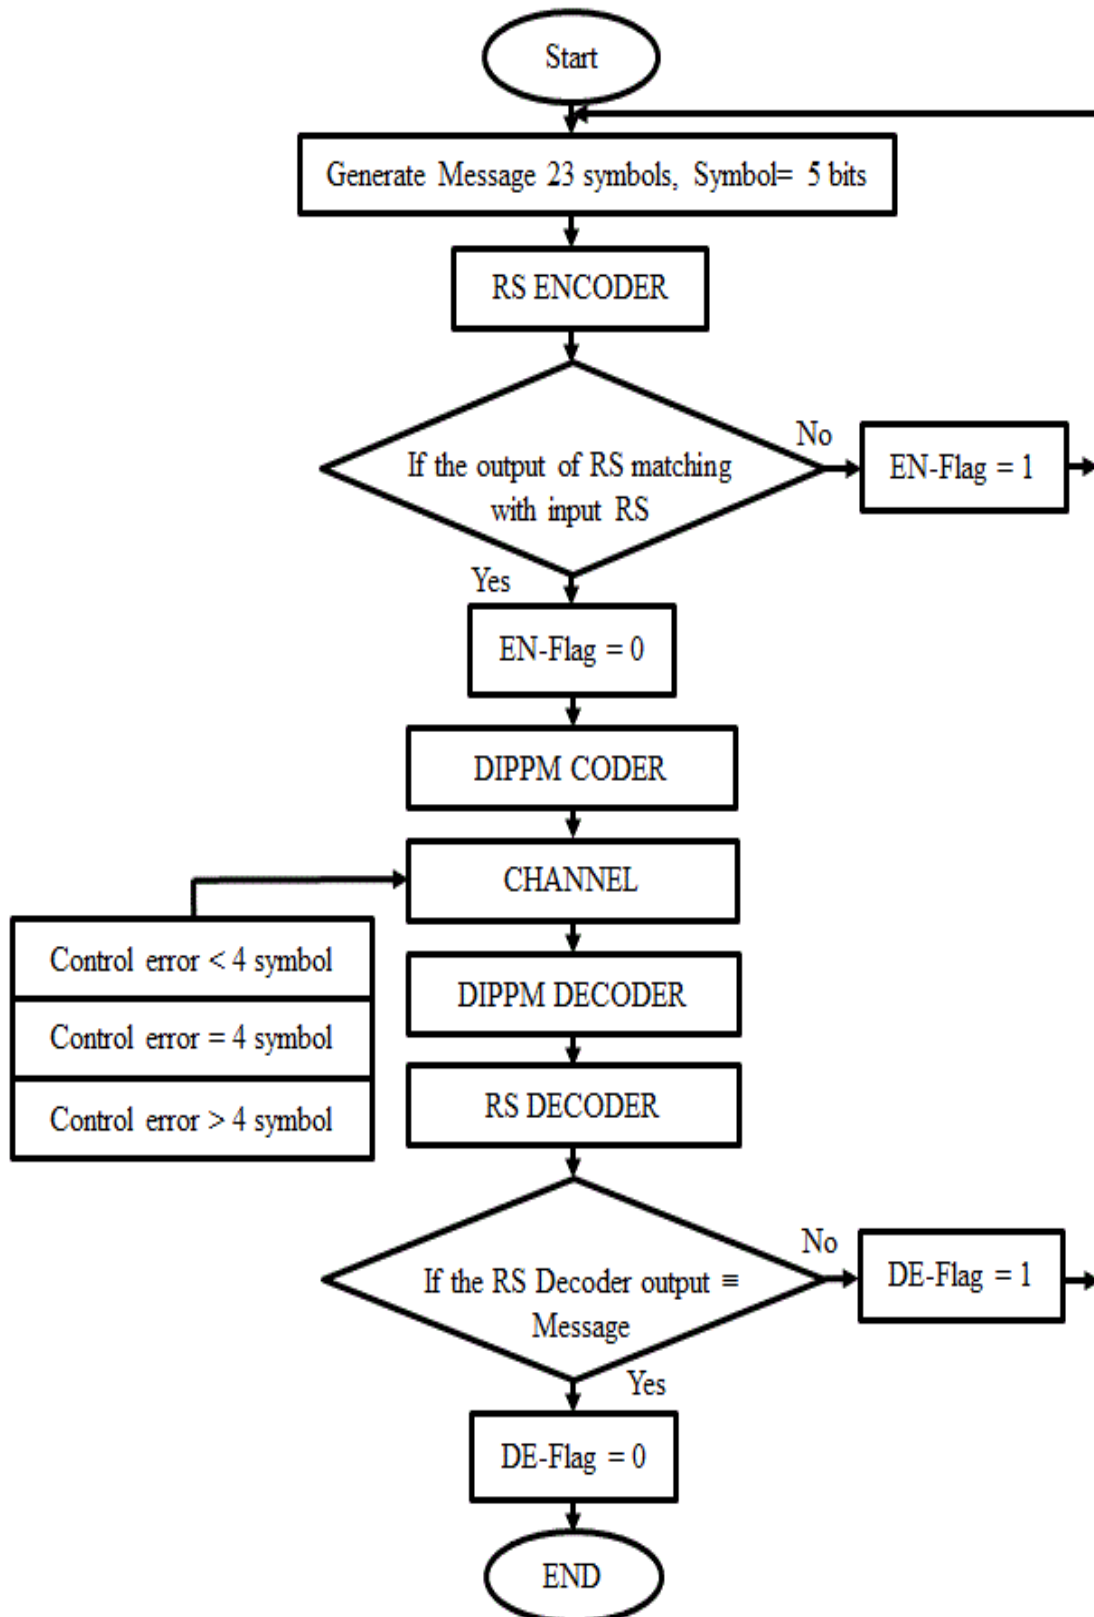 Start
Generate Message 23 symbols, Symbol= 5 bits
RS ENCODER
If the output of RS matching
with input RS
No
EN-Flag = 1
Yes
EN-Flag = 0
DIPPM CODER
CHANNEL
Control error < 4 symbol
Control error = 4 symbol
Control error > 4 symbol
DIPPM DECODER
RS DECODER
If the RS Decoder output ≡
Message
No
DE-Flag = 1
Yes
DE-Flag = 0
END